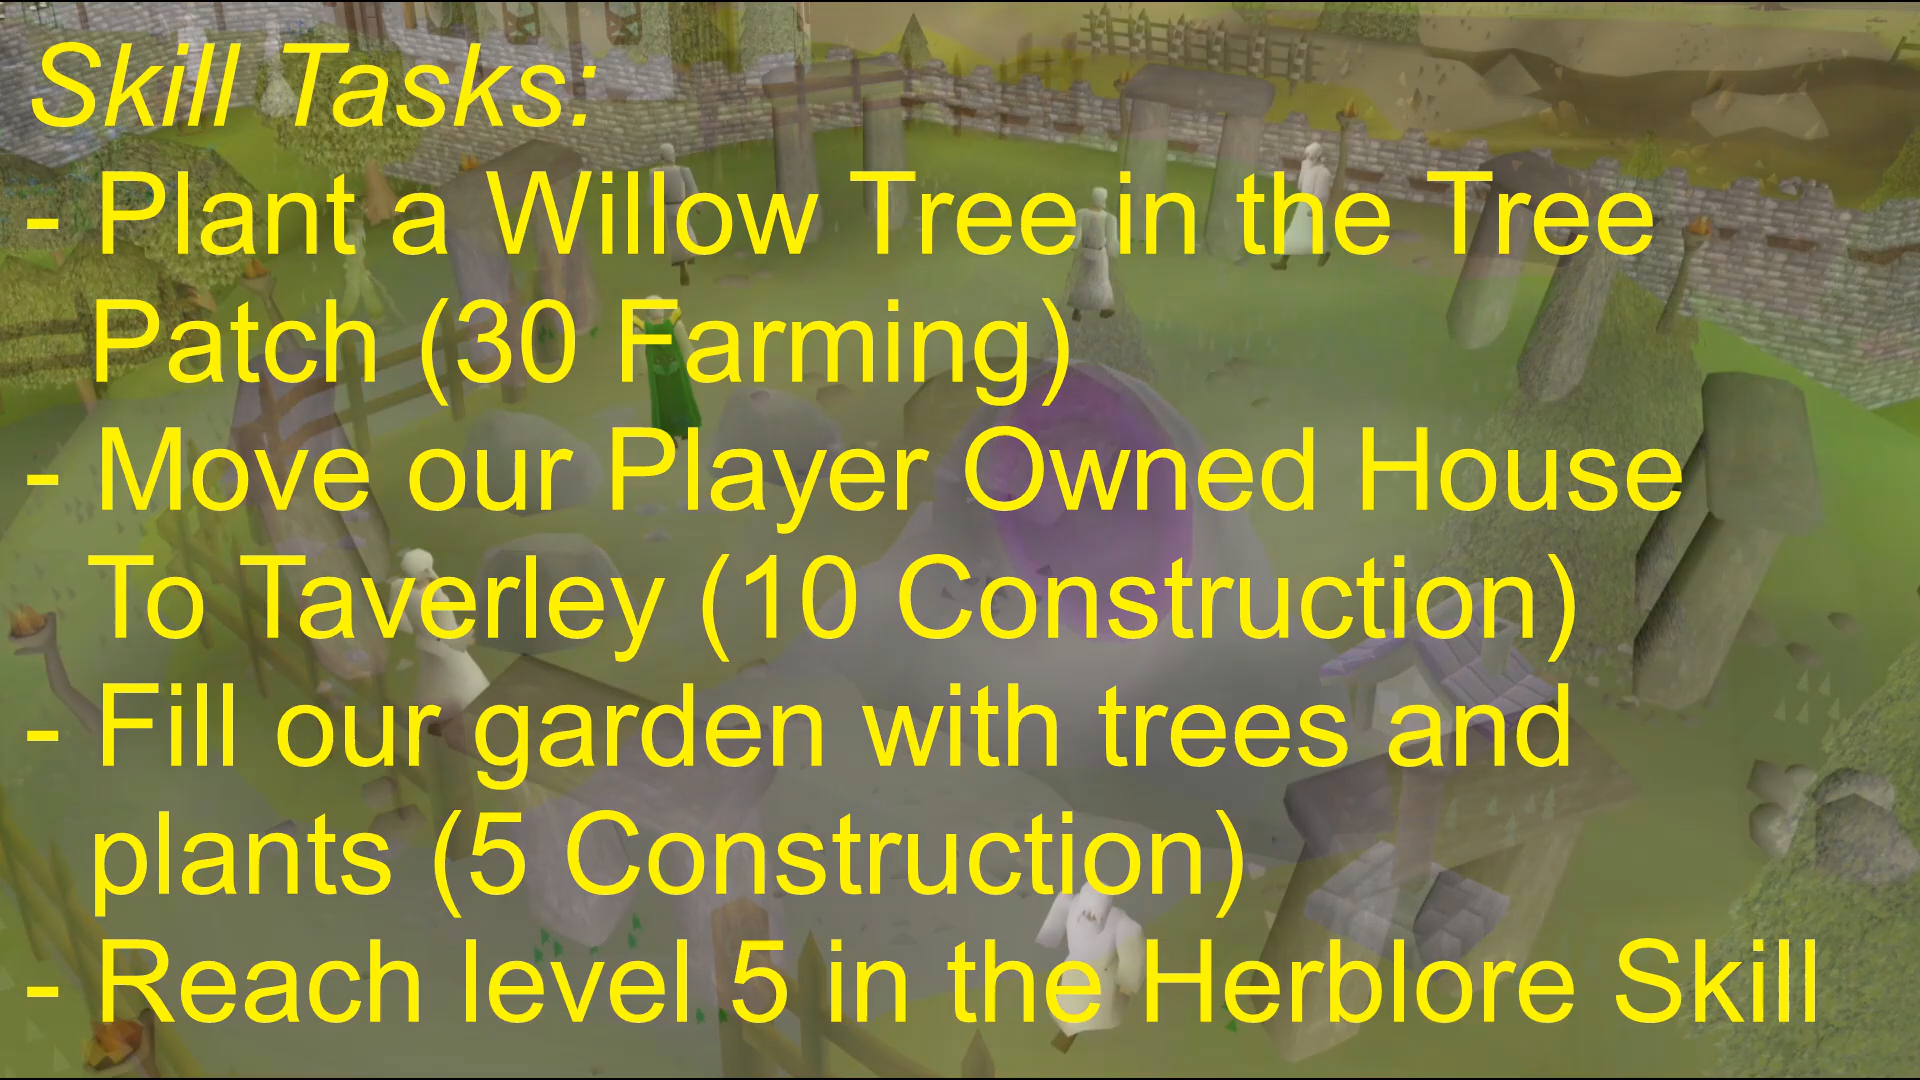 Skill Tasks:
- Plant a Willow Tree in the Tree
Patch (30 Farming)
- Move our Player Owned House
To Taverley (10 Construction)
- Fill our garden with trees and
plants (5 Construction)
- Reach level 5 in the Herblore Skill